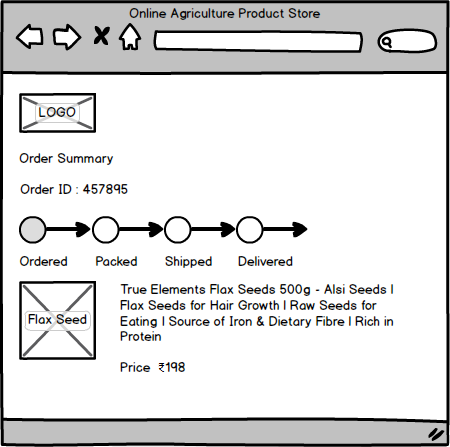 Online Agriculture Product Store
LOGO
Order Summary
Order ID : 457895
Ordered Packed Shipped Delivered
Flax Seed
True Elements Flax Seeds 500g - Alsi Seeds |
Flax Seeds for Hair Growth | Raw Seeds for
Eating | Source of Iron & Dietary Fibre | Rich in
Protein
Price ₹198